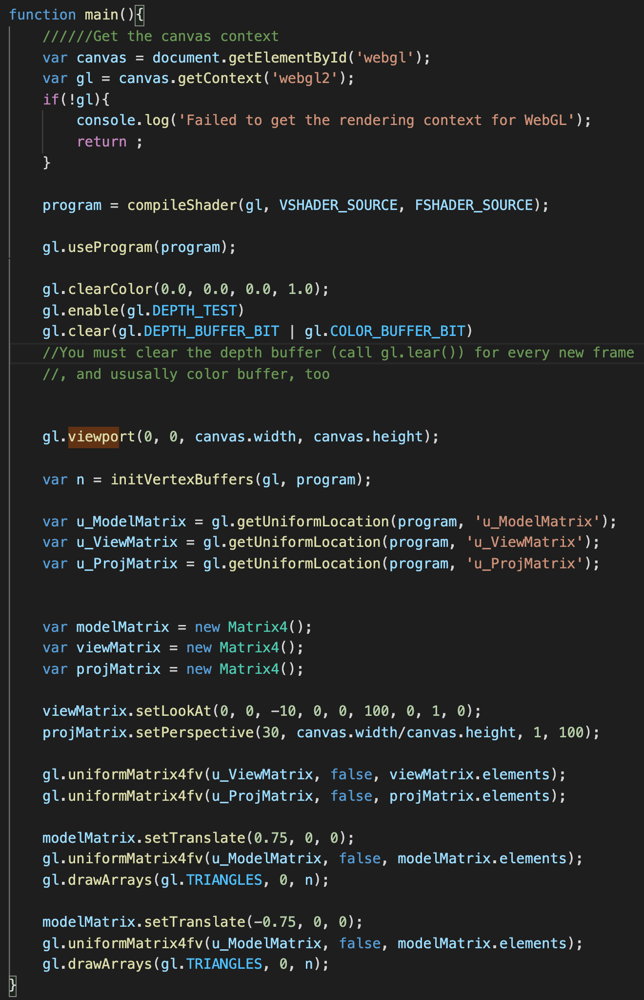 function main(){
//////Get the canvas context
var canvas = document.getElementById('webgl');
var gl = canvas.getContext('webgl2');
if(!gl){
console.log('Failed to get the rendering context for WebGL');
return ;
}
program = compileShader(gl, VSHADER_SOURCE, FSHADER_SOURCE);
gl.useProgram(program);
gl.clearColor(0.0, 0.0, 0.0, 1.0);
gl.enable(gl.DEPTH_TEST)
gl.clear(gl.DEPTH_BUFFER_BIT | gl.COLOR_BUFFER_BIT)
//You must clear the depth buffer (call gl.lear()) for every new frame
//, and ususally color buffer, too
gl.viewport(0, 0, canvas.width, canvas.height);
var n = initVertexBuffers(gl, program);
var u_ModelMatrix = gl.getUniformLocation(program, 'u_ModelMatrix');
var u_ViewMatrix = gl.getUniformLocation(program, 'u_ViewMatrix');
var u_ProjMatrix = gl.getUniformLocation(program, 'u_ProjMatrix');
var modelMatrix = new Matrix4();
var viewMatrix = new Matrix4();
var projMatrix = new Matrix4();
viewMatrix.setLookAt(0, 0, -10, 0, 0, 100, 0, 1, 0);
projMatrix.setPerspective(30, canvas.width/canvas.height, 1, 100);
gl.uniformMatrix4fv(u_ViewMatrix, false, viewMatrix.elements);
gl.uniformMatrix4fv(u_ProjMatrix, false, projMatrix.elements);
modelMatrix.setTranslate(0.75, 0, 0);
gl.uniformMatrix4fv(u_ModelMatrix, false, modelMatrix.elements);
gl.drawArrays(gl.TRIANGLES, 0, n);
modelMatrix.setTranslate(-0.75, 0, 0);
gl.uniformMatrix4fv(u_ModelMatrix, false, modelMatrix.elements);
gl.drawArrays(gl.TRIANGLES, 0, n);
}